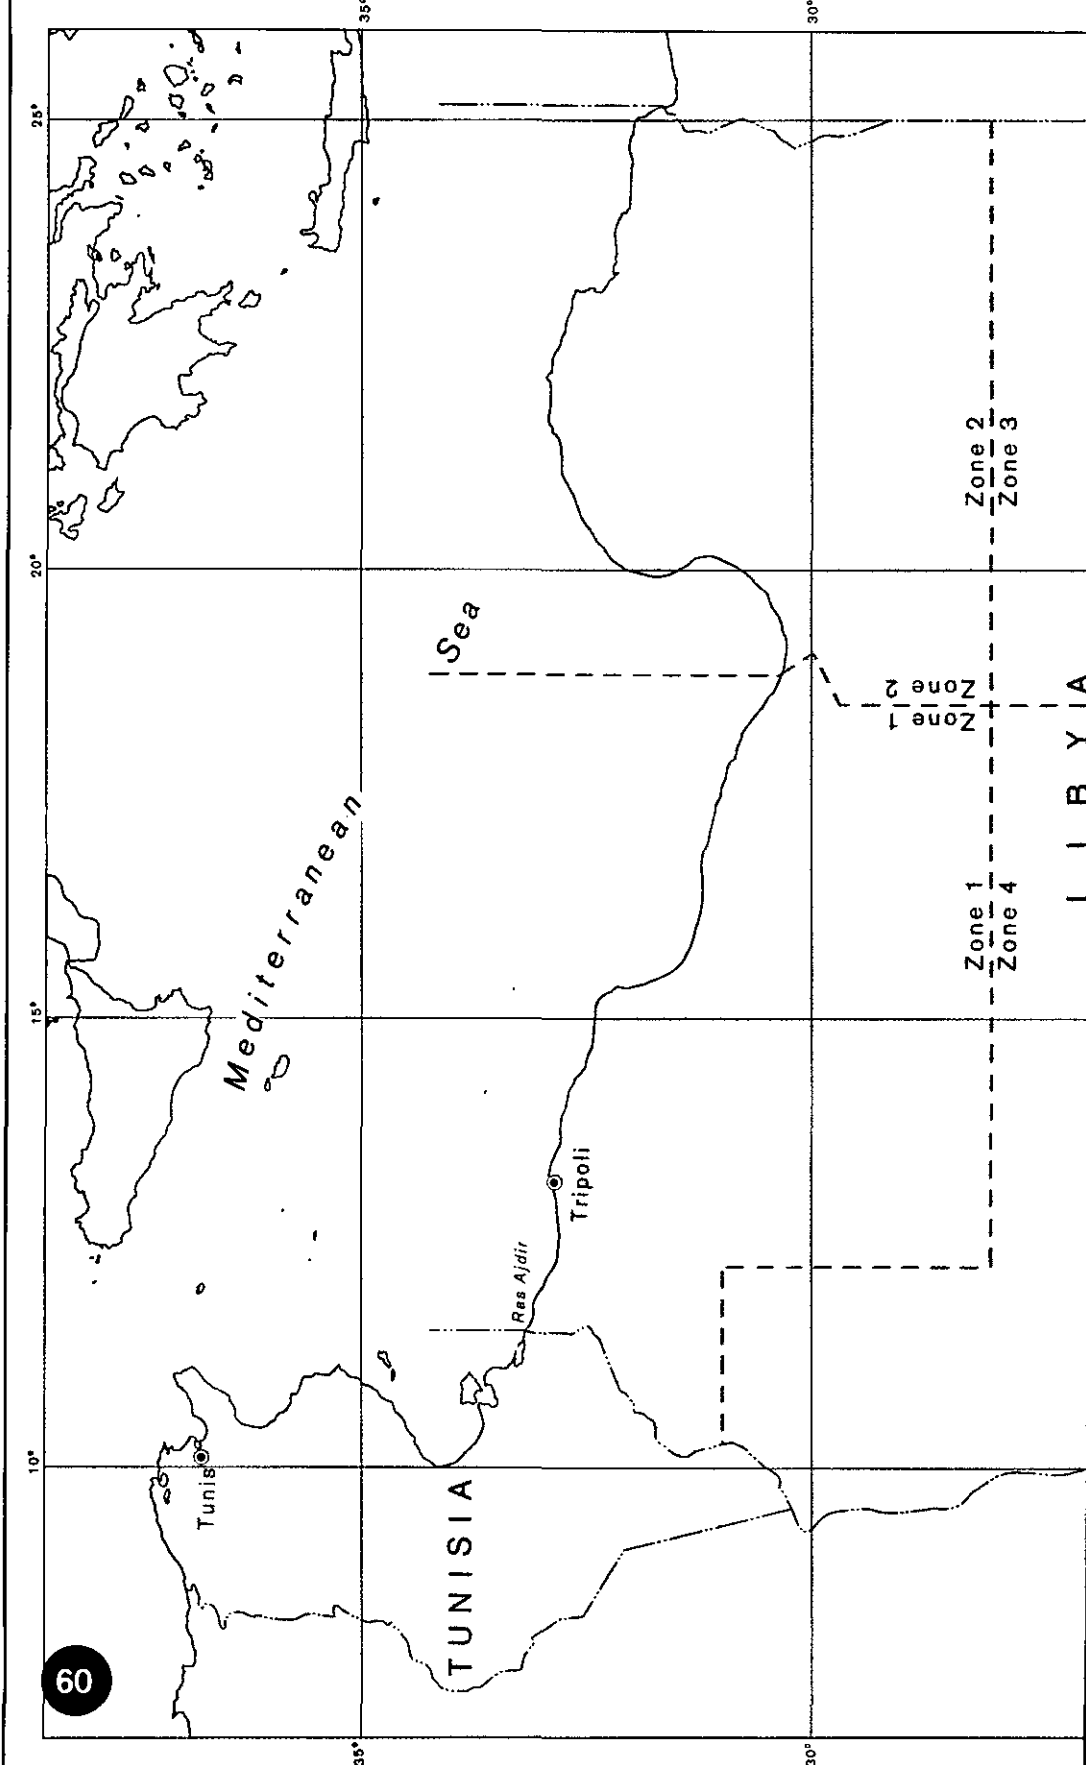 60
35°
30°
25°
20°
15°
10°
35°
30°
Mediterranean
Sea
TUNISIA
Tunis
Ras Ajdir
Tripoli
Zone 1
Zone 2
Zone 2
Zone 3
Zone 1
Zone 4
LIBYA